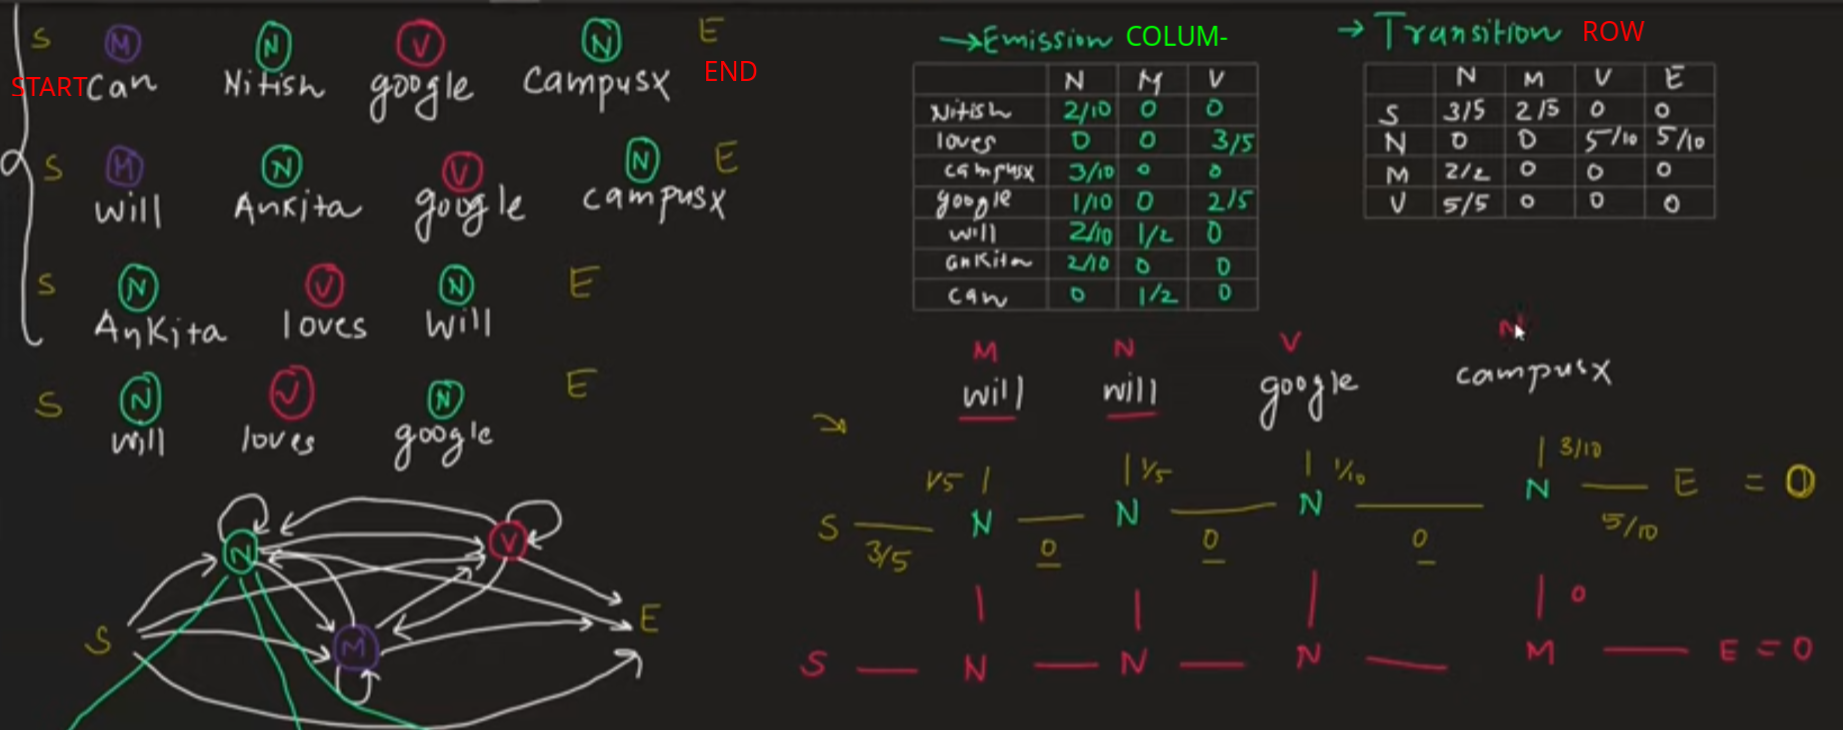 S M N V N E
START Can Nitish google Campusx END
S M N V N E
Will Ankita google campusx
S N V N E
Ankita loves Will
S N V N E
Will loves google
→ Emission COLUM-
N M V
Nitish 2/10 0 0
loves 0 0 3/5
campusx 3/10 0 0
google 1/10 0 2/5
will 2/10 1/2 0
ankita 2/10 0 0
can 0 1/2 0
→ Transition ROW
N M V E
S 3/5 2/5 0 0
N 0 0 5/10 5/10
M 2/2 0 0 0
V 5/5 0 0 0
M N V N
will will google campusx
1/5 1/5 1/10 3/10
S N N N N E = 0
3/5 0 0 0 5/10
0
S N N N M E = 0
N V
S M E